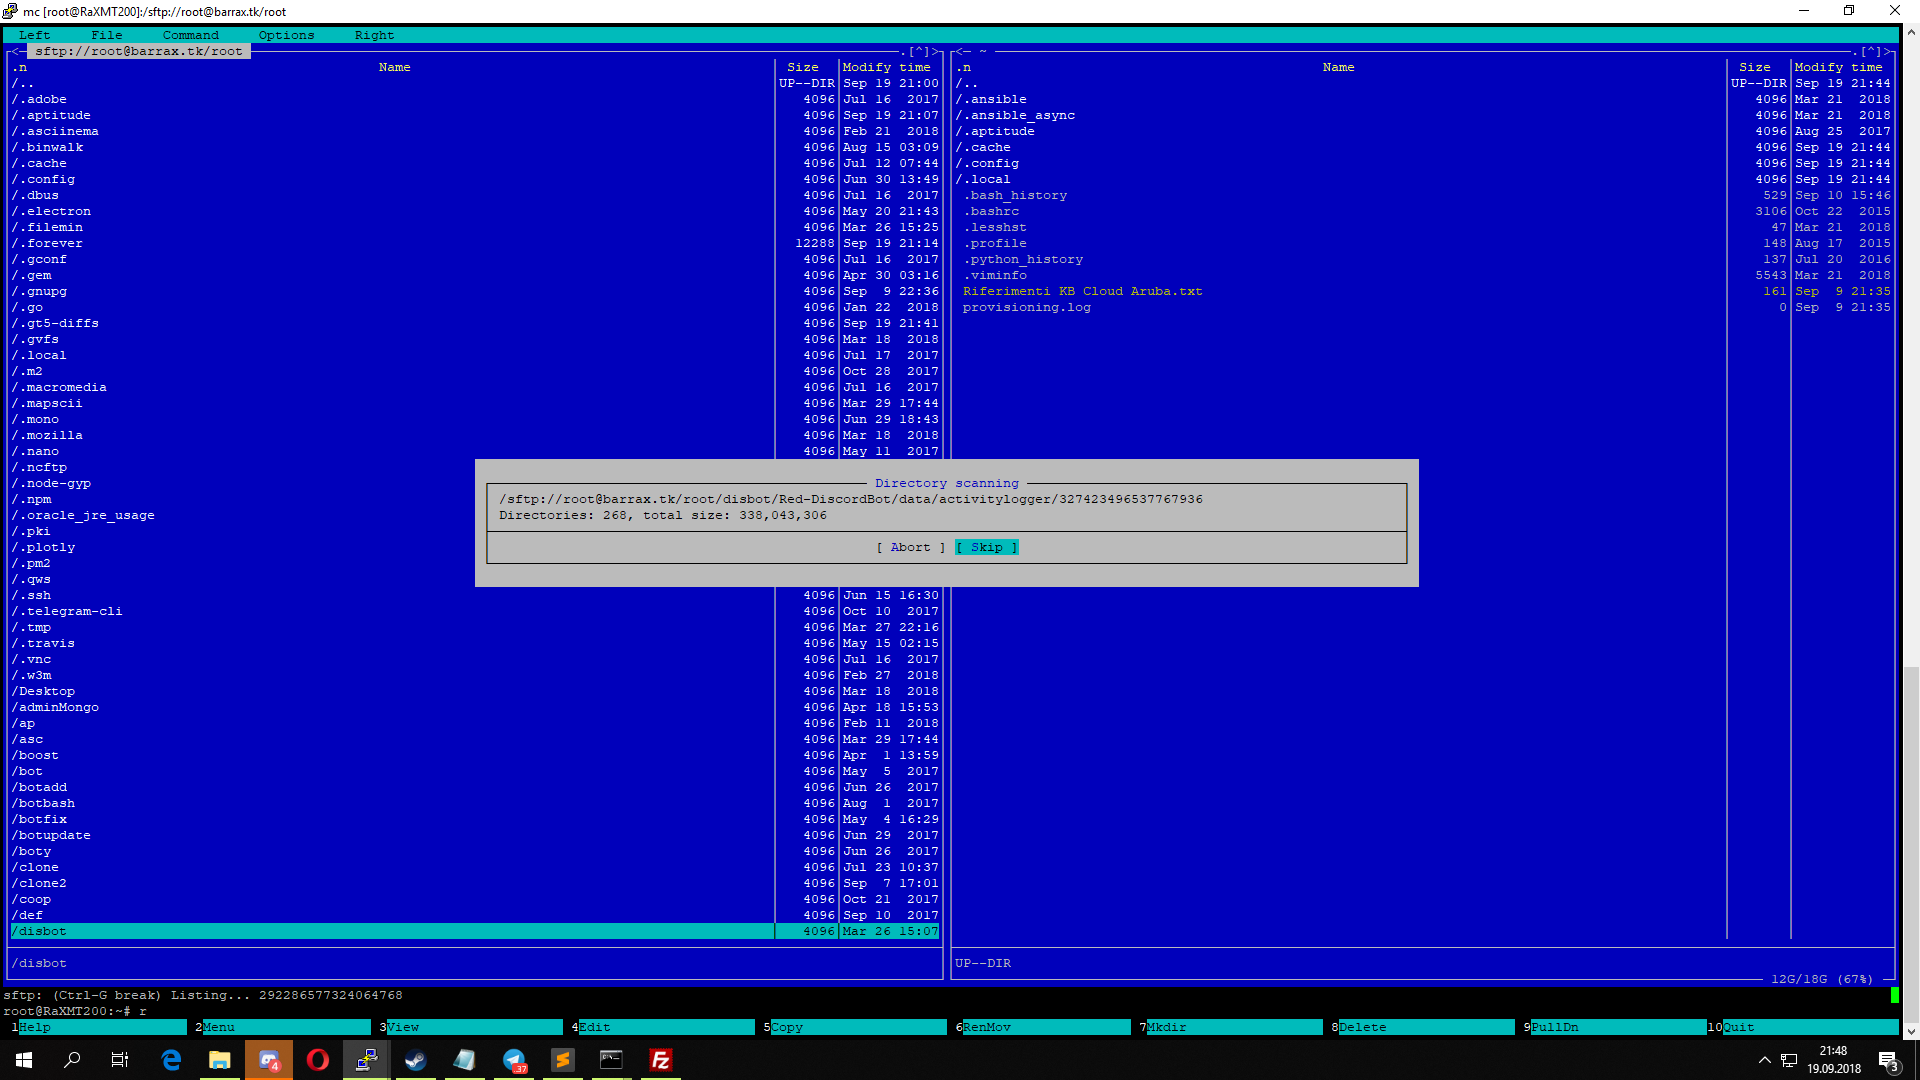 mc [root@RaXMT200]:/sftp://root@barrax.tk/root
Left File Command Options Right
<─ sftp://root@barrax.tk/root .[^]>
.n Name Size Modify time
/.. UP--DIR Sep 19 21:00
/.adobe 4096 Jul 16 2017
/.aptitude 4096 Sep 19 21:07
/.asciinema 4096 Feb 21 2018
/.binwalk 4096 Aug 15 03:09
/.cache 4096 Jul 12 07:44
/.config 4096 Jun 30 13:49
/.dbus 4096 Jul 16 2017
/.electron 4096 May 20 21:43
/.filemin 4096 Mar 26 15:25
/.forever 12288 Sep 19 21:14
/.gconf 4096 Jul 16 2017
/.gem 4096 Apr 30 03:16
/.gnupg 4096 Sep 9 22:36
/.go 4096 Jan 22 2018
/.gt5-diffs 4096 Sep 19 21:41
/.gvfs 4096 Mar 18 2018
/.local 4096 Jul 17 2017
/.m2 4096 Oct 28 2017
/.macromedia 4096 Jul 16 2017
/.mapscii 4096 Mar 29 17:44
/.mono 4096 Jun 29 18:43
/.mozilla 4096 Mar 18 2018
/.nano 4096 May 11 2017
/.ncftp
/.node-gyp
/.npm
/.oracle_jre_usage
/.pki
/.plotly
/.pm2
/.qws
/.ssh 4096 Jun 15 16:30
/.telegram-cli 4096 Oct 10 2017
/.tmp 4096 Mar 27 22:16
/.travis 4096 May 15 02:15
/.vnc 4096 Jul 16 2017
/.w3m 4096 Feb 27 2018
/Desktop 4096 Mar 18 2018
/adminMongo 4096 Apr 18 15:53
/ap 4096 Feb 11 2018
/asc 4096 Mar 29 17:44
/boost 4096 Apr 1 13:59
/bot 4096 May 5 2017
/botadd 4096 Jun 26 2017
/botbash 4096 Aug 1 2017
/botfix 4096 May 4 16:29
/botupdate 4096 Jun 29 2017
/boty 4096 Jun 26 2017
/clone 4096 Jul 23 10:37
/clone2 4096 Sep 7 17:01
/coop 4096 Oct 21 2017
/def 4096 Sep 10 2017
/disbot 4096 Mar 26 15:07
/disbot
<─ ~ .[^]>
.n Name Size Modify time
/.. UP--DIR Sep 19 21:44
/.ansible 4096 Mar 21 2018
/.ansible_async 4096 Mar 21 2018
/.aptitude 4096 Aug 25 2017
/.cache 4096 Sep 19 21:44
/.config 4096 Sep 19 21:44
/.local 4096 Sep 19 21:44
.bash_history 529 Sep 10 15:46
.bashrc 3106 Oct 22 2015
.lesshst 47 Mar 21 2018
.profile 148 Aug 17 2015
.python_history 137 Jul 20 2016
.viminfo 5543 Mar 21 2018
Riferimenti KB Cloud Aruba.txt 161 Sep 9 21:35
provisioning.log 0 Sep 9 21:35
UP--DIR
12G/18G (67%)
Directory scanning
/sftp://root@barrax.tk/root/disbot/Red-DiscordBot/data/activitylogger/327423496537767936
Directories: 268, total size: 338,043,306
[ Abort ] [ Skip ]
sftp: (Ctrl-G break) Listing... 292286577324064768
root@RaXMT200:~# r
1Help 2Menu 3View 4Edit 5Copy 6RenMov 7Mkdir 8Delete 9PullDn 10Quit
4
37
21:48
19.09.2018
3